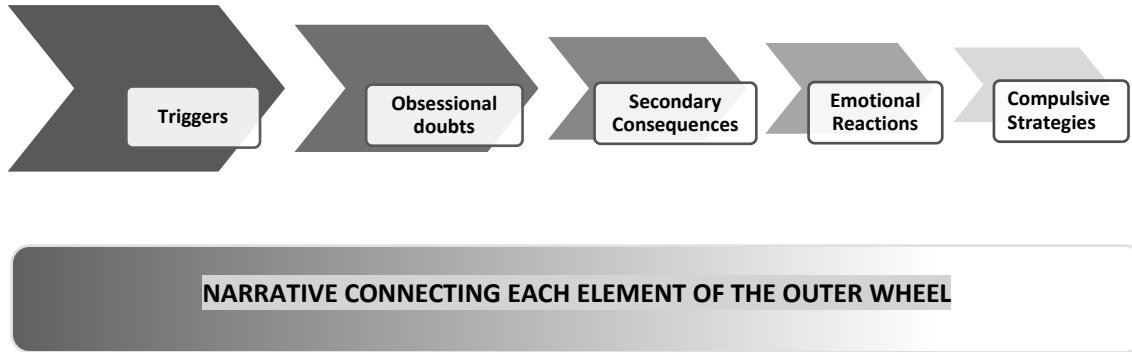 Triggers
Obsessional
doubts
Secondary
Consequences
Emotional
Reactions
Compulsive
Strategies
NARRATIVE CONNECTING EACH ELEMENT OF THE OUTER WHEEL